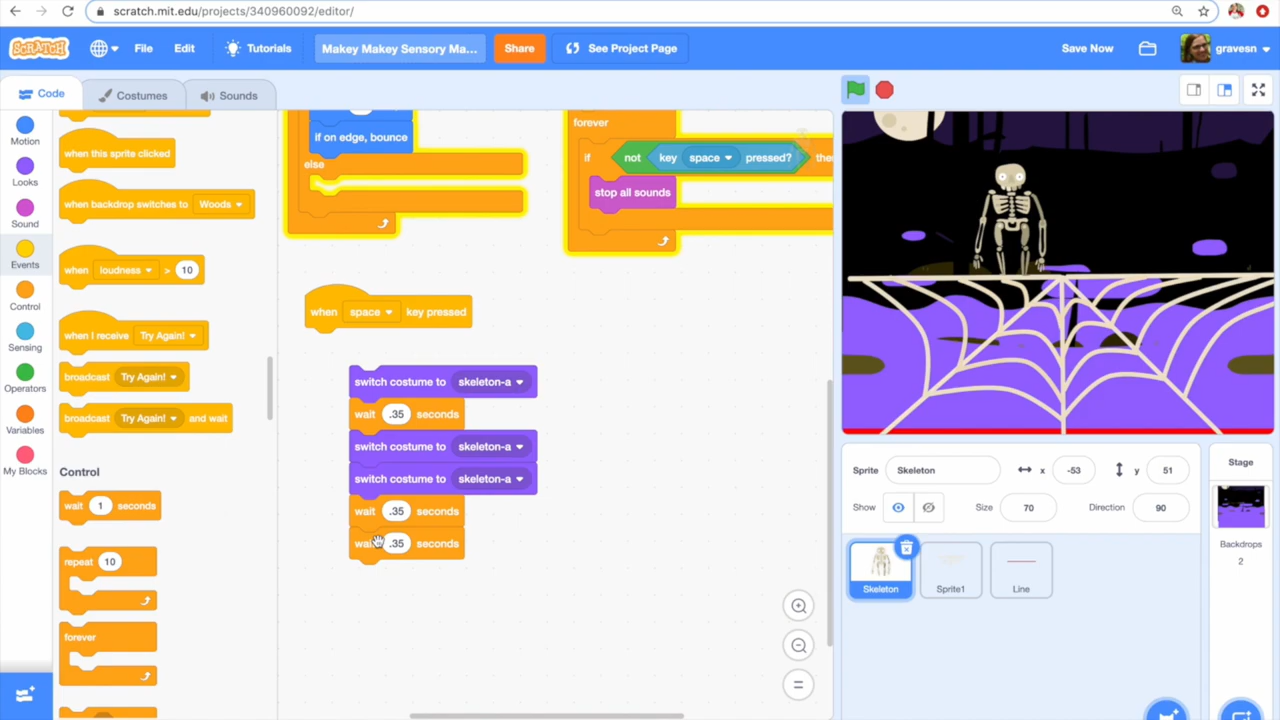 scratch.mit.edu/projects/340960092/editor/
SCRATCH
File
Edit
Tutorials
Makey Makey Sensory Ma...
Share
See Project Page
Save Now
gravesn
Code
Costumes
Sounds
Motion
Looks
Sound
Events
Control
Sensing
Operators
Variables
My Blocks
when this sprite clicked
when backdrop switches to Woods
when loudness > 10
when I receive Try Again!
broadcast Try Again!
broadcast Try Again! and wait
Control
wait 1 seconds
repeat 10
forever
if on edge, bounce
else
forever
if not key space pressed? the
stop all sounds
when space key pressed
switch costume to skeleton-a
wait .35 seconds
switch costume to skeleton-a
switch costume to skeleton-a
wait .35 seconds
wait .35 seconds
Sprite Skeleton x -53 y 51
Show Size 70 Direction 90
Skeleton
Sprite1
Line
Stage
Backdrops
2